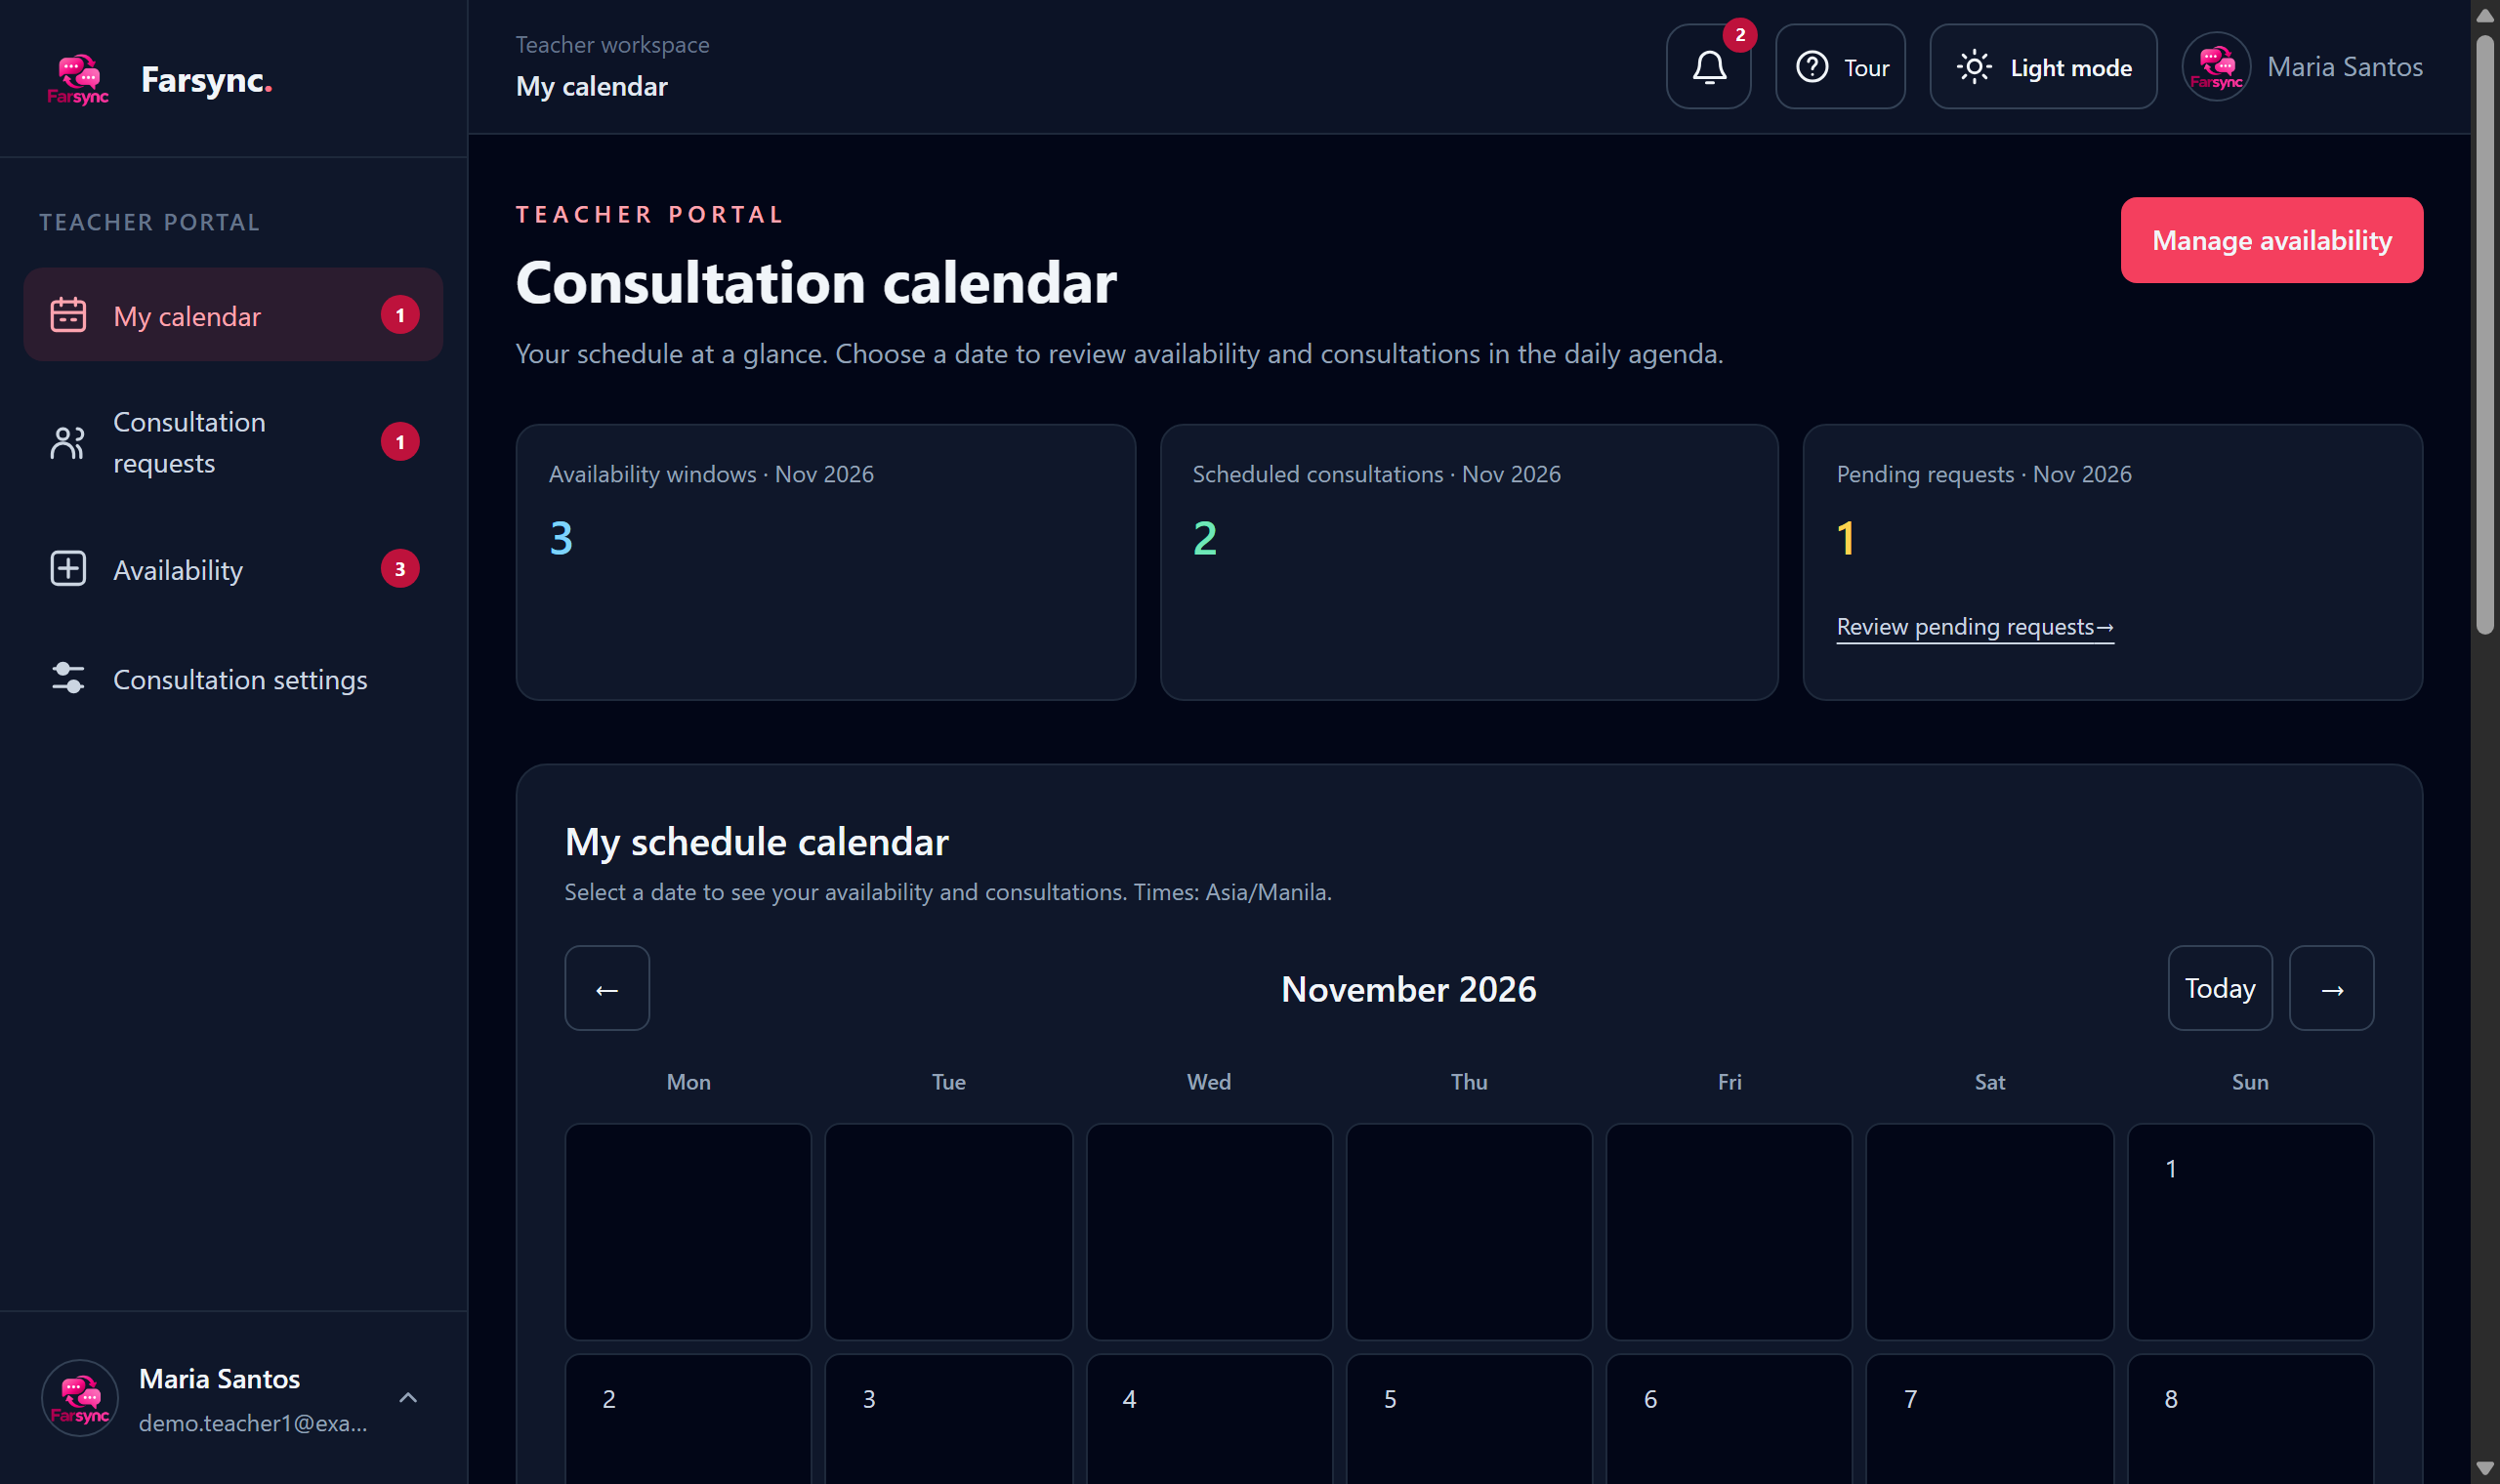 Farsync
Farsync.
TEACHER PORTAL
My calendar
1
Consultation
requests
1
Availability
3
Consultation settings
Farsync
Maria Santos
demo.teacher1@exa...
Teacher workspace
My calendar
2
Tour
Light mode
Farsync
Maria Santos
TEACHER PORTAL
Consultation calendar
Your schedule at a glance. Choose a date to review availability and consultations in the daily agenda.
Manage availability
Availability windows · Nov 2026
3
Scheduled consultations · Nov 2026
2
Pending requests · Nov 2026
1
Review pending requests→
My schedule calendar
Select a date to see your availability and consultations. Times: Asia/Manila.
←
November 2026
Today
→
Mon Tue Wed Thu Fri Sat Sun
1
2 3 4 5 6 7 8